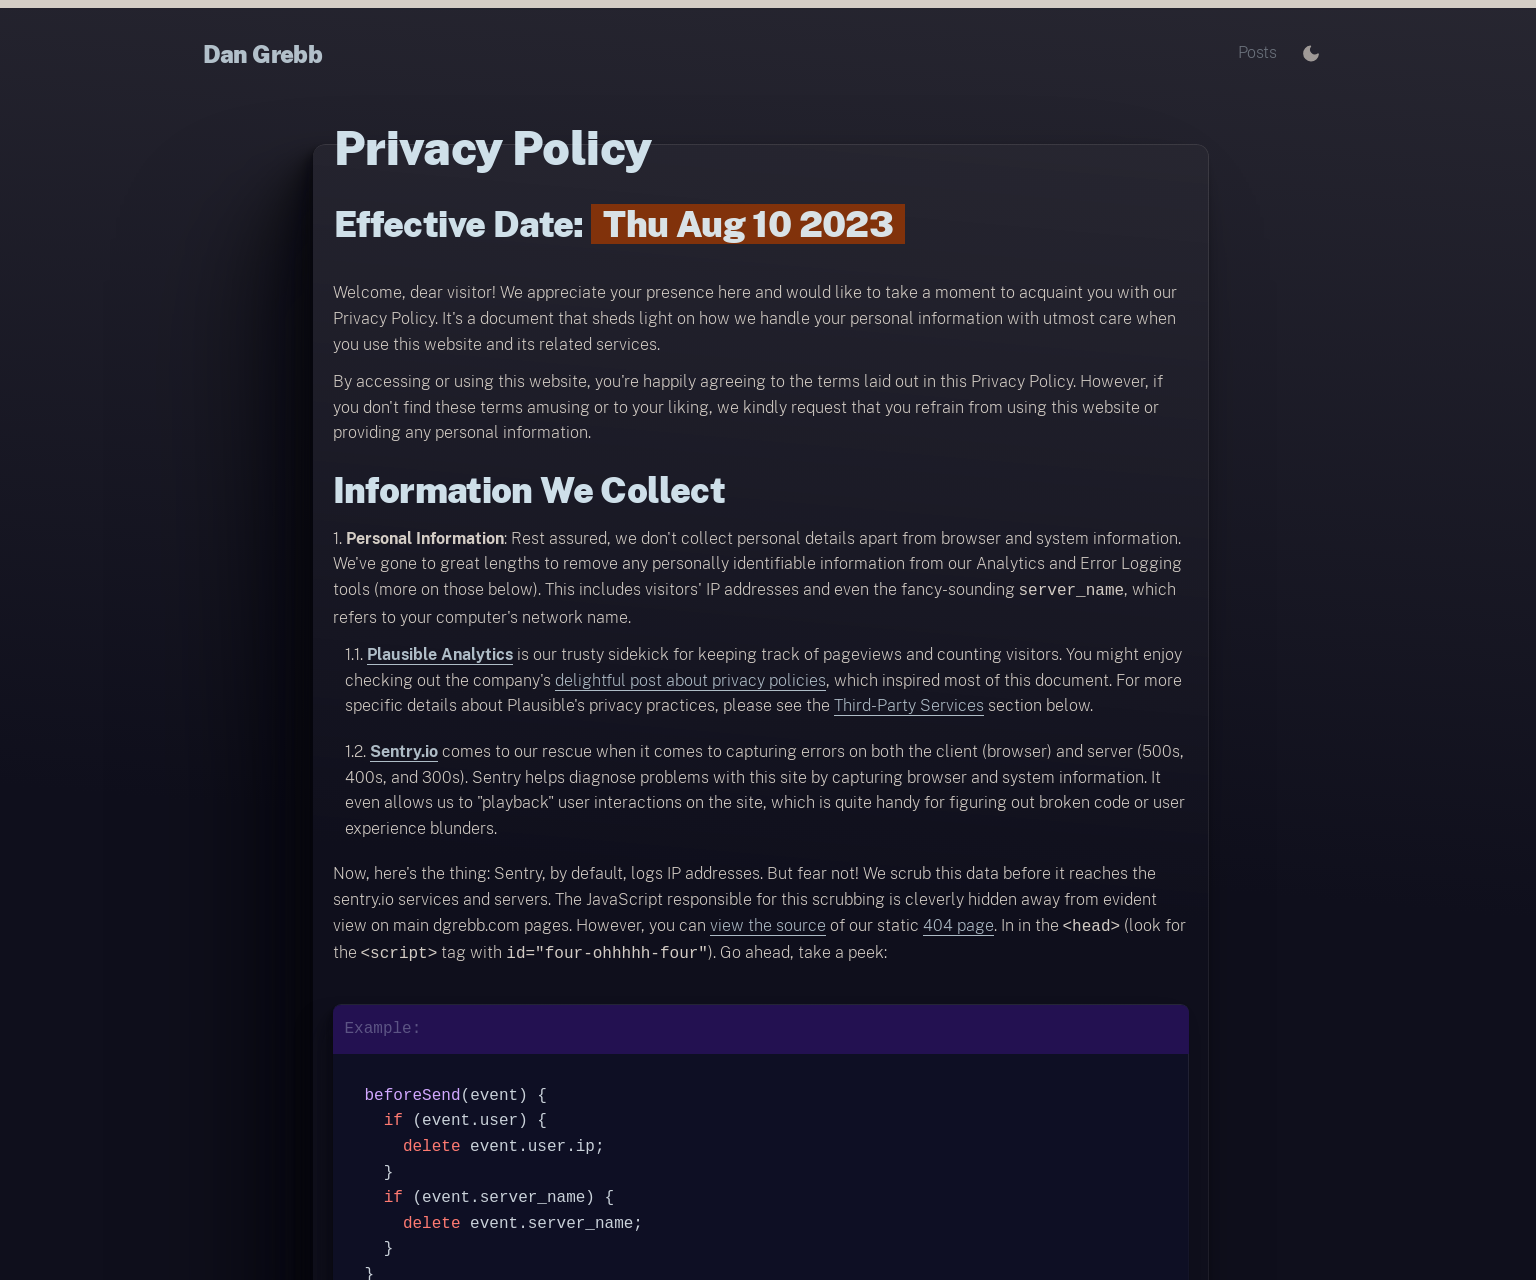 Dan Grebb
Posts
Privacy Policy
Effective Date: Thu Aug 10 2023
Welcome, dear visitor! We appreciate your presence here and would like to take a moment to acquaint you with our
Privacy Policy. It's a document that sheds light on how we handle your personal information with utmost care when
you use this website and its related services.
By accessing or using this website, you're happily agreeing to the terms laid out in this Privacy Policy. However, if
you don't find these terms amusing or to your liking, we kindly request that you refrain from using this website or
providing any personal information.
Information We Collect
1. Personal Information: Rest assured, we don't collect personal details apart from browser and system information.
We've gone to great lengths to remove any personally identifiable information from our Analytics and Error Logging
tools (more on those below). This includes visitors' IP addresses and even the fancy-sounding server_name, which
refers to your computer's network name.
1.1. Plausible Analytics is our trusty sidekick for keeping track of pageviews and counting visitors. You might enjoy
checking out the company's delightful post about privacy policies, which inspired most of this document. For more
specific details about Plausible's privacy practices, please see the Third-Party Services section below.
1.2. Sentry.io comes to our rescue when it comes to capturing errors on both the client (browser) and server (500s,
400s, and 300s). Sentry helps diagnose problems with this site by capturing browser and system information. It
even allows us to "playback" user interactions on the site, which is quite handy for figuring out broken code or user
experience blunders.
Now, here's the thing: Sentry, by default, logs IP addresses. But fear not! We scrub this data before it reaches the
sentry.io services and servers. The JavaScript responsible for this scrubbing is cleverly hidden away from evident
view on main dgrebb.com pages. However, you can view the source of our static 404 page. In in the <head> (look for
the <script> tag with id="four-ohhhhh-four"). Go ahead, take a peek:
Example:
beforeSend(event) {
  if (event.user) {
    delete event.user.ip;
  }
  if (event.server_name) {
    delete event.server_name;
  }
}